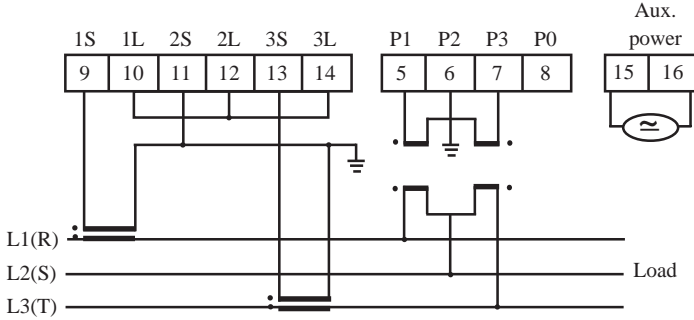 Aux.
power
1S 1L 2S 2L 3S 3L P1 P2 P3 P0
9 10 11 12 13 14 5 6 7 8 15 16
L1(R)
L2(S) Load
L3(T)